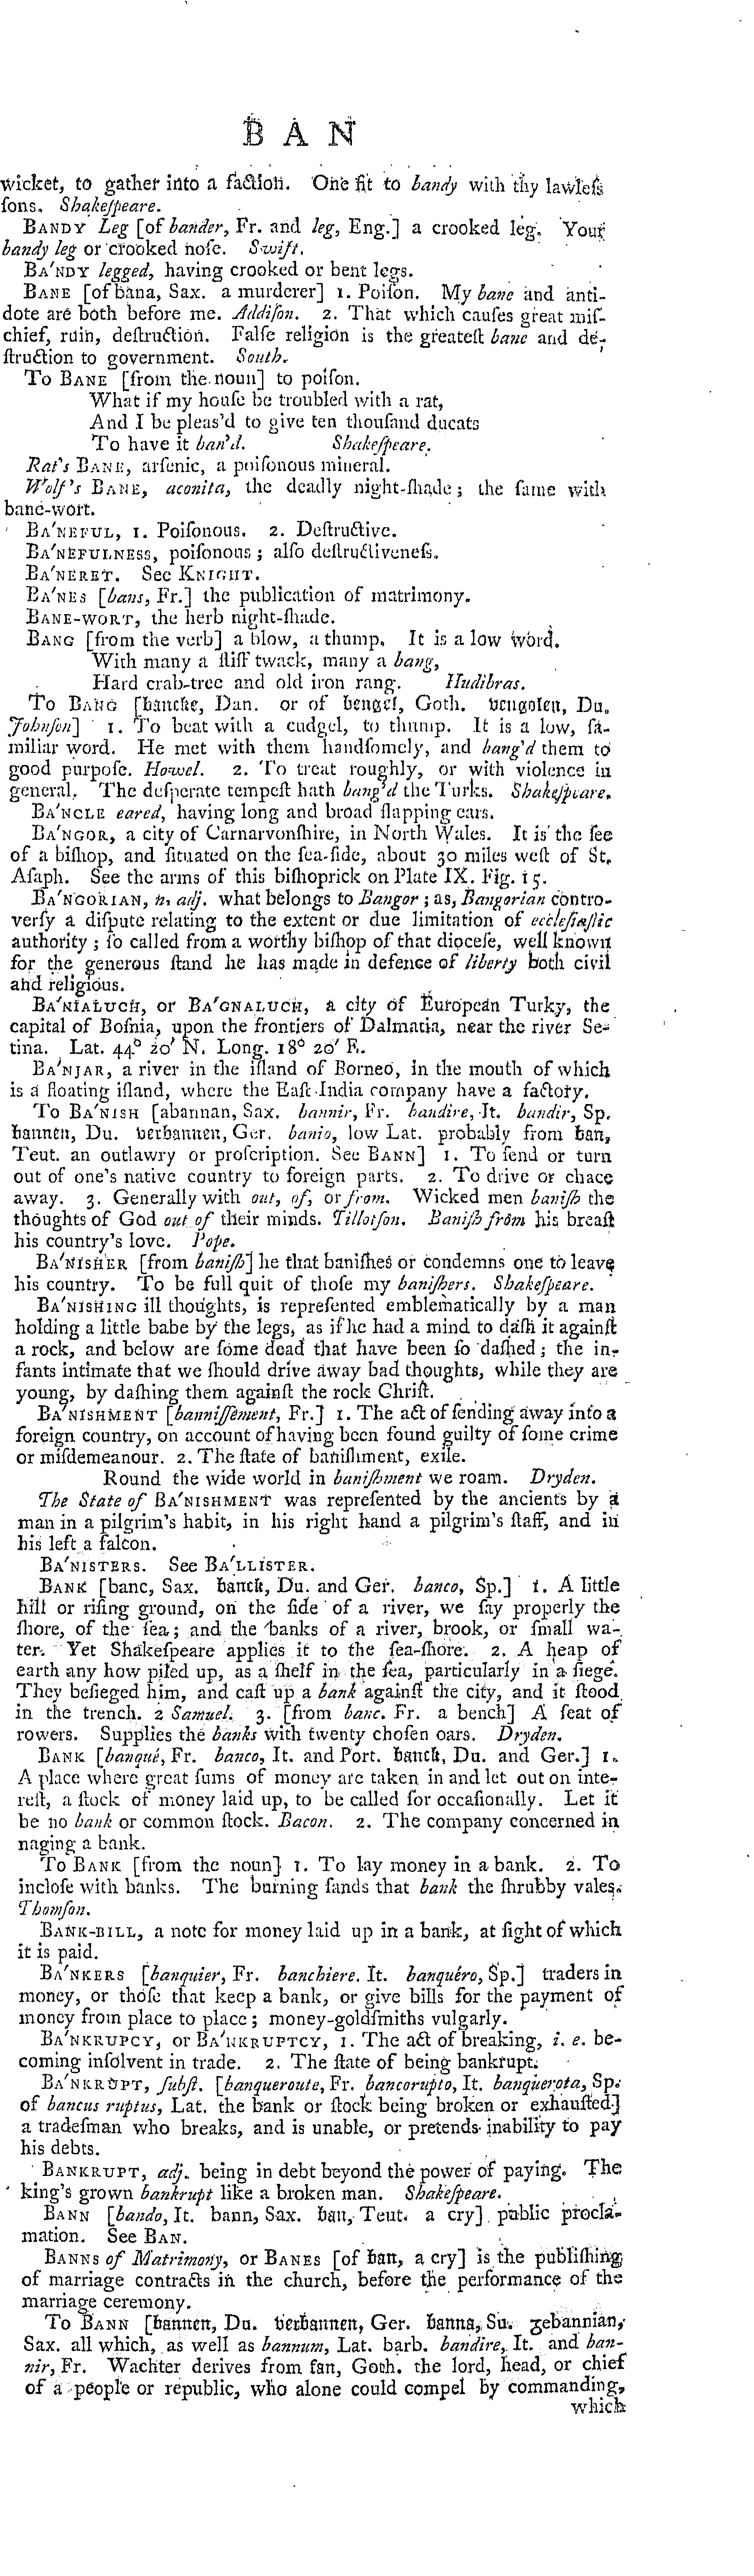 BAN
wicket, to gather into a faction. One fit to bandy with thy lawleſs
ſons. Shakeſpeare.
BANDY Leg [of bander, Fr. and leg, Eng.] a crooked leg. Your
bandy leg or crooked noſe. Swift.
BA'NDY legged, having crooked or bent legs.
BANE [of bana, Sax. a murderer] 1. Poiſon. My bane and anti-
dote are both before me. Addiſon. 2. That which cauſes great miſ-
chief, ruin, deſtruction. Falſe religion is the greateſt bane and de-
ſtruction to government. South.
To BANE [from the noun] to poiſon.
What if my houſe be troubled with a rat,
And I be pleas'd to give ten thouſand ducats
To have it ban'd. Shakeſpeare.
Rat's BANE, arſenic, a poiſonous mineral.
Wolf's BANE, aconita, the deadly night-ſhade; the ſame with
bane-wort.
BA'NEFUL, 1. Poiſonous. 2. Deſtructive.
BA'NEFULNESS, poiſonous; alſo deſtructiveneſs.
BA'NERET. See KNIGHT.
BA'NES [bans, Fr.] the publication of matrimony.
BANE-WORT, the herb night-ſhade.
BANG [from the verb] a blow, a thump. It is a low word.
With many a ſtiff twack, many a bang,
Hard crab-tree and old iron rang. Hudibras.
To BANG [bancke, Dan. or of bengel, Goth. vengolen, Du.
Johnſon] 1. To beat with a cudgel, to thump. It is a low, fa-
miliar word. He met with them handſomely, and bang'd them to
good purpoſe. Howel. 2. To treat roughly, or with violence in
general. The deſperate tempeſt hath bang'd the Turks. Shakeſpeare.
BA'NCLE eared, having long and broad flapping ears.
BA'NGOR, a city of Carnarvonſhire, in North Wales. It is the ſee
of a biſhop, and ſituated on the ſea-ſide, about 30 miles weſt of St.
Aſaph. See the arms of this biſhoprick on Plate IX. Fig. 15.
BA'NGORIAN, n. adj. what belongs to Bangor; as, Bangorian contro-
verſy a diſpute relating to the extent or due limitation of eccleſiaſtic
authority; ſo called from a worthy biſhop of that dioceſe, well known
for the generous ſtand he has made in defence of liberty both civil
and religious.
BA'NIALUCH, or BA'GNALUCH, a city of European Turky, the
capital of Boſnia, upon the frontiers of Dalmatia, near the river Se-
tina. Lat. 44° 20' N. Long. 18° 20' E.
BA'NJAR, a river in the iſland of Borneo, in the mouth of which
is a floating iſland, where the Eaſt-India company have a factory.
To BA'NISH [abannan, Sax. bannir, Fr. bandire, It. bandir, Sp.
bannen, Du. verbannen, Ger. banio, low Lat. probably from ban,
Teut. an outlawry or proſcription. See BANN] 1. To ſend or turn
out of one's native country to foreign parts. 2. To drive or chace
away. 3. Generally with out, of, or from. Wicked men baniſh the
thoughts of God out of their minds. Tillotſon. Baniſh from his breaſt
his country's love. Pope.
BA'NISHER [from baniſh] he that baniſhes or condemns one to leave
his country. To be full quit of thoſe my baniſhers. Shakeſpeare.
BA'NISHING ill thoughts, is repreſented emblematically by a man
holding a little babe by the legs, as if he had a mind to daſh it againſt
a rock, and below are ſome dead that have been ſo daſhed; the in-
fants intimate that we ſhould drive away bad thoughts, while they are
young, by daſhing them againſt the rock Chriſt.
BA'NISHMENT [banniſſement, Fr.] 1. The act of ſending away into a
foreign country, on account of having been found guilty of ſome crime
or miſdemeanour. 2. The ſtate of baniſhment, exile.
Round the wide world in baniſhment we roam. Dryden.
The State of BA'NISHMENT was repreſented by the ancients by a
man in a pilgrim's habit, in his right hand a pilgrim's ſtaff, and in
his left a falcon.
BA'NISTERS. See BA'LLISTER.
BANK [banc, Sax. banck, Du. and Ger. banco, Sp.] 1. A little
hill or riſing ground, on the ſide of a river, we ſay properly the
ſhore, of the ſea; and the banks of a river, brook, or ſmall wa-
ter. Yet Shakeſpeare applies it to the ſea-ſhore. 2. A heap of
earth any how piled up, as a ſhelf in the ſea, particularly in a ſiege.
They beſieged him, and caſt up a bank againſt the city, and it ſtood
in the trench. 2 Samuel. 3. [from banc. Fr. a bench] A ſeat of
rowers. Supplies the banks with twenty choſen oars. Dryden.
BANK [banqué, Fr. banco, It. and Port. banck, Du. and Ger.] 1.
A place where great ſums of money are taken in and let out on inte-
reſt, a ſtock of money laid up, to be called for occaſionally. Let it
be no bank or common ſtock. Bacon. 2. The company concerned in
naging a bank.
To BANK [from the noun] 1. To lay money in a bank. 2. To
incloſe with banks. The burning ſands that bank the ſhrubby vales.
Thomſon.
BANK-BILL, a note for money laid up in a bank, at ſight of which
it is paid.
BA'NKERS [banquier, Fr. banchiere. It. banquéro, Sp.] traders in
money, or thoſe that keep a bank, or give bills for the payment of
money from place to place; money-goldſmiths vulgarly.
BA'NKRUPCY, or BA'NKRUPTCY, 1. The act of breaking, i. e. be-
coming inſolvent in trade. 2. The ſtate of being bankrupt.
BA'NKRUPT, ſubſt. [banqueroute, Fr. bancorupto, It. banquerota, Sp.
of bancus ruptus, Lat. the bank or ſtock being broken or exhauſted]
a tradeſman who breaks, and is unable, or pretends inability to pay
his debts.
BANKRUPT, adj. being in debt beyond the power of paying. The
king's grown bankrupt like a broken man. Shakeſpeare.
BANN [bando, It. bann, Sax. ban, Teut. a cry] public procla-
mation. See BAN.
BANNS of Matrimony, or BANES [of ban, a cry] is the publiſhing
of marriage contracts in the church, before the performance of the
marriage ceremony.
To BANN [bannen, Du. verbannen, Ger. banna, Su. gebannian,
Sax. all which, as well as bannum, Lat. barb. bandire, It. and ban-
nir, Fr. Wachter derives from fan, Goth. the lord, head, or chief
of a people or republic, who alone could compel by commanding,
which